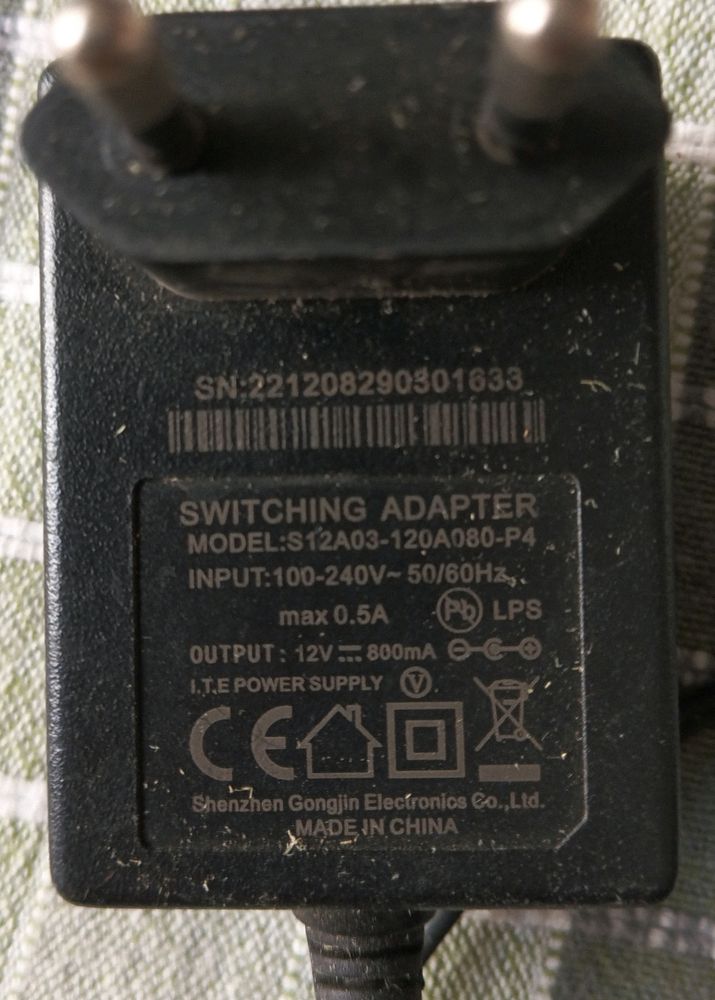 SN:221208290301633
SWITCHING ADAPTER
MODEL:S12A03-120A080-P4
INPUT:100-240V~ 50/60Hz
max 0.5A Pb LPS
OUTPUT: 12V⎓800mA
I.T.E POWER SUPPLY V
CE
Shenzhen Gongjin Electronics Co.,Ltd.
MADE IN CHINA